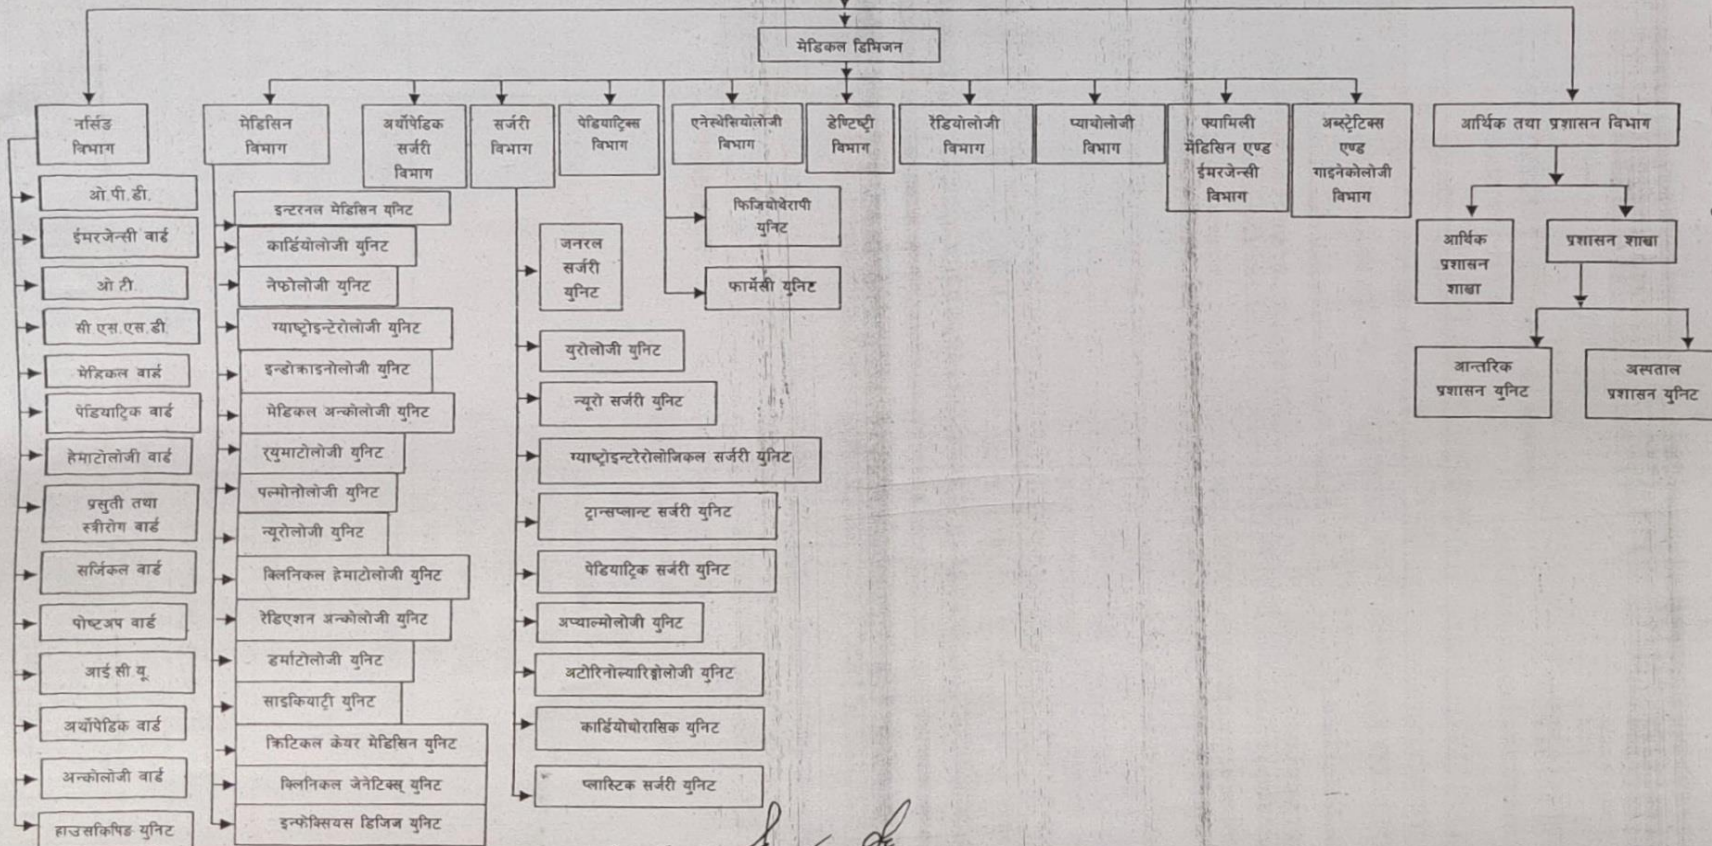 मेडिकल डिभिजन
नर्सिङ
विभाग
ओ.पी.डी.
ईमरजेन्सी वार्ड
ओ.टी.
सी.एस.एस.डी.
मेडिकल वार्ड
पेडियाट्रिक वार्ड
हेमाटोलोजी वार्ड
प्रसुती तथा
स्त्रीरोग वार्ड
सर्जिकल वार्ड
पोष्टअप वार्ड
आई.सी.यू.
अर्थोपेडिक वार्ड
अन्कोलोजी वार्ड
हाउसकिपिङ युनिट
मेडिसिन
विभाग
इन्टरनल मेडिसिन युनिट
कार्डियोलोजी युनिट
नेफोलोजी युनिट
ग्याष्ट्रोइन्टेरोलोजी युनिट
इन्डोक्राइनोलोजी युनिट
मेडिकल अन्कोलोजी युनिट
र्‍युमाटोलोजी युनिट
पल्मोनोलोजी युनिट
न्यूरोलोजी युनिट
क्लिनिकल हेमाटोलोजी युनिट
रेडिएशन अन्कोलोजी युनिट
डर्माटोलोजी युनिट
साइकियाट्री युनिट
क्रिटिकल केयर मेडिसिन युनिट
क्लिनिकल जेनेटिक्स् युनिट
इन्फेक्सियस डिजिज युनिट
अर्थोपेडिक
सर्जरी
विभाग
सर्जरी
विभाग
जनरल
सर्जरी
युनिट
युरोलोजी युनिट
न्यूरो सर्जरी युनिट
ग्याष्ट्रोइन्टरेरोलोजिकल सर्जरी युनिट
ट्रान्सप्लान्ट सर्जरी युनिट
पेडियाट्रिक सर्जरी युनिट
अप्थाल्मोलोजी युनिट
अटोरिनोल्यारिङ्गोलोजी युनिट
कार्डियोथोरासिक युनिट
प्लास्टिक सर्जरी युनिट
पेडियाट्रिक्स
विभाग
एनेस्थेसियोलोजी
विभाग
फिजियोथेरापी
युनिट
फार्मेसी युनिट
डेण्टिष्ट्री
विभाग
रेडियोलोजी
विभाग
प्याथोलोजी
विभाग
फ्यामिली
मेडिसिन एण्ड
ईमरजेन्सी
विभाग
अब्स्ट्रेटिक्स
एण्ड
गाइनेकोलोजी
विभाग
आर्थिक तथा प्रशासन विभाग
आर्थिक
प्रशासन
शाखा
प्रशासन शाखा
आन्तरिक
प्रशासन युनिट
अस्पताल
प्रशासन युनिट